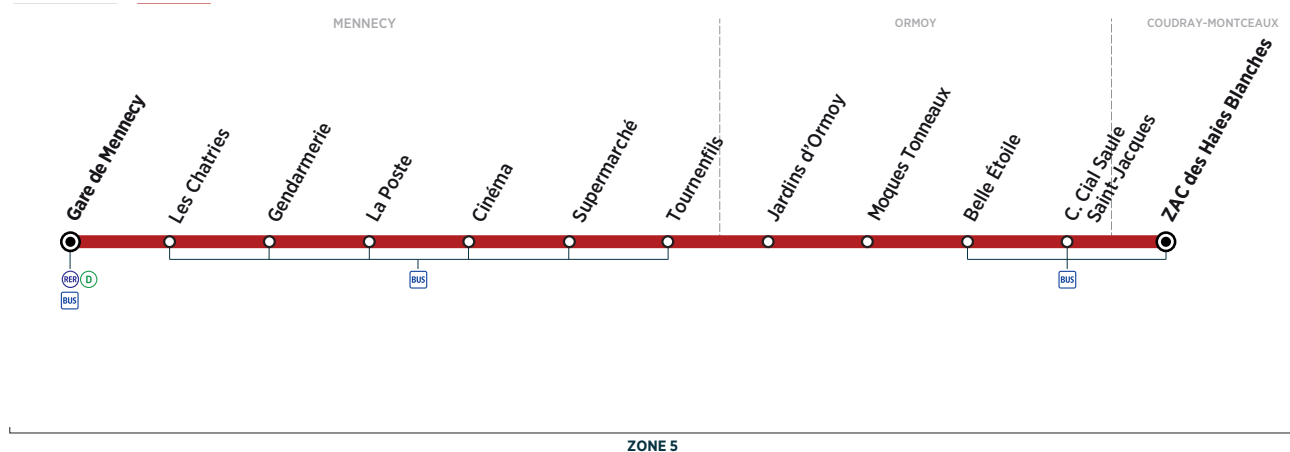 MENNECY
ORMOY
COUDRAY-MONTCEAUX
Gare de Mennecy
Les Chatries
Gendarmerie
La Poste
Cinéma
Supermarché
Tournenfils
Jardins d'Ormoy
Moques Tonneaux
Belle Étoile
C. Cial Saule
Saint-Jacques
ZAC des Haies Blanches
RER D
BUS
BUS
BUS
ZONE 5